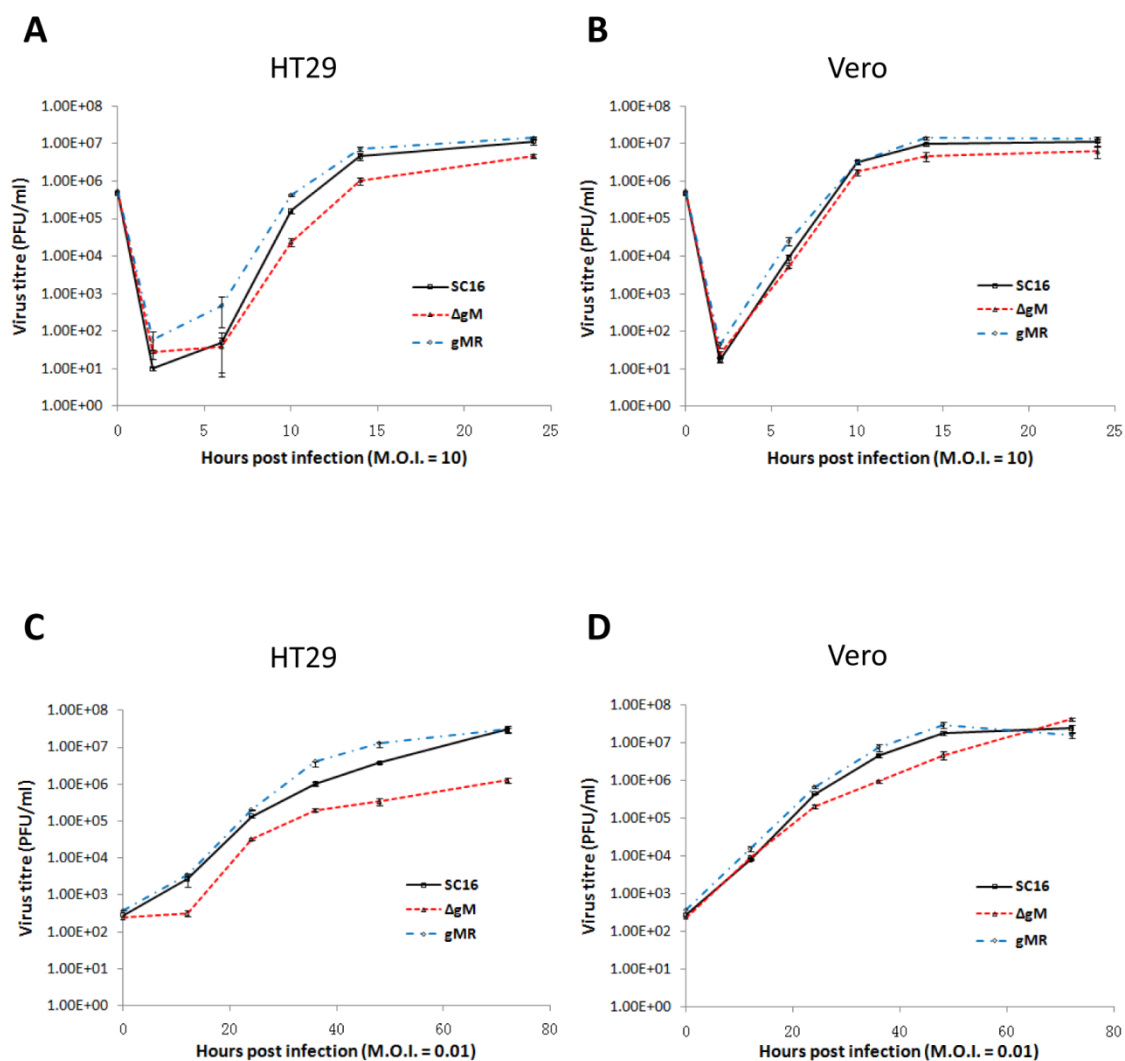 A
HT29
Virus titre (PFU/ml)
1.00E+08
1.00E+07
1.00E+06
1.00E+05
1.00E+04
1.00E+03
1.00E+02
1.00E+01
1.00E+00
0 5 10 15 20 25
Hours post infection (M.O.I. = 10)
SC16
ΔgM
gMR
B
Vero
Virus titre (PFU/ml)
1.00E+08
1.00E+07
1.00E+06
1.00E+05
1.00E+04
1.00E+03
1.00E+02
1.00E+01
1.00E+00
0 5 10 15 20 25
Hours post infection (M.O.I. = 10)
SC16
ΔgM
gMR
C
HT29
Virus titre (PFU/ml)
1.00E+08
1.00E+07
1.00E+06
1.00E+05
1.00E+04
1.00E+03
1.00E+02
1.00E+01
1.00E+00
0 20 40 60 80
Hours post infection (M.O.I. = 0.01)
SC16
ΔgM
gMR
D
Vero
Virus titre (PFU/ml)
1.00E+08
1.00E+07
1.00E+06
1.00E+05
1.00E+04
1.00E+03
1.00E+02
1.00E+01
1.00E+00
0 20 40 60 80
Hours post infection (M.O.I. = 0.01)
SC16
ΔgM
gMR